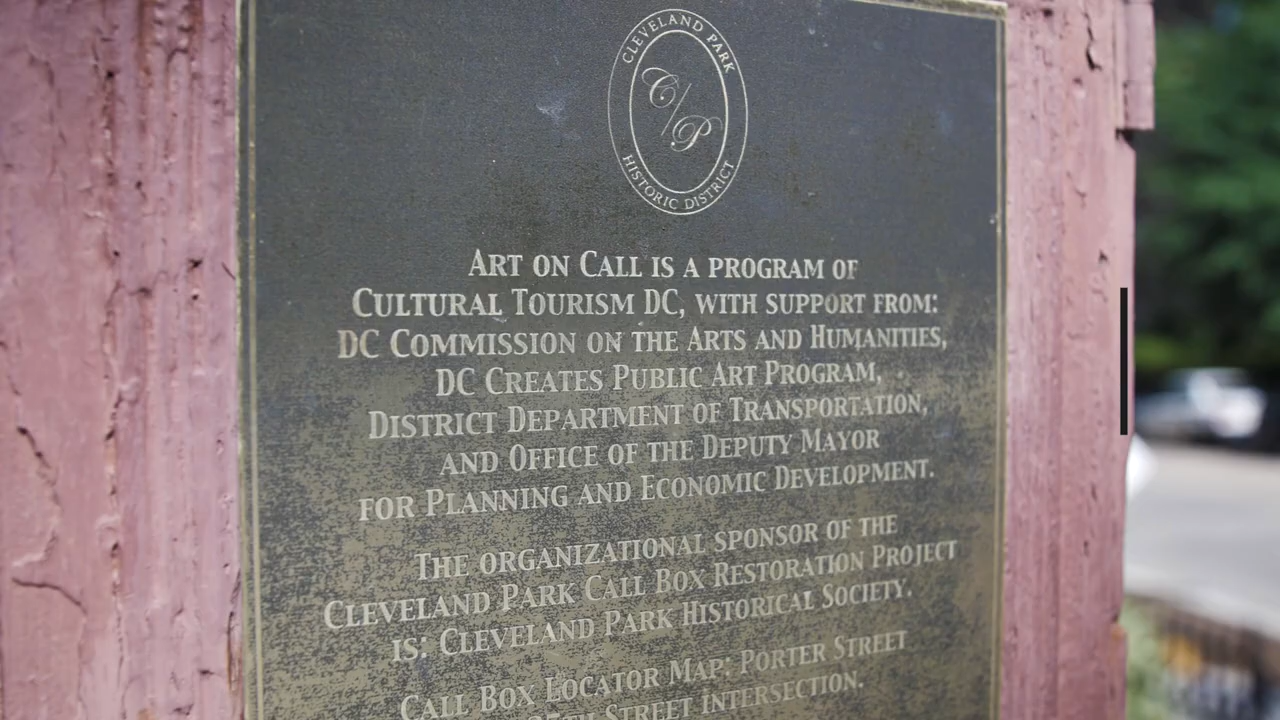 CLEVELAND PARK
C/P
HISTORIC DISTRICT
ART ON CALL IS A PROGRAM OF
CULTURAL TOURISM DC, WITH SUPPORT FROM:
DC COMMISSION ON THE ARTS AND HUMANITIES,
DC CREATES PUBLIC ART PROGRAM,
DISTRICT DEPARTMENT OF TRANSPORTATION,
AND OFFICE OF THE DEPUTY MAYOR
FOR PLANNING AND ECONOMIC DEVELOPMENT.
THE ORGANIZATIONAL SPONSOR OF THE
CLEVELAND PARK CALL BOX RESTORATION PROJECT
IS: CLEVELAND PARK HISTORICAL SOCIETY.
CALL BOX LOCATOR MAP: PORTER STREET
STREET INTERSECTION.